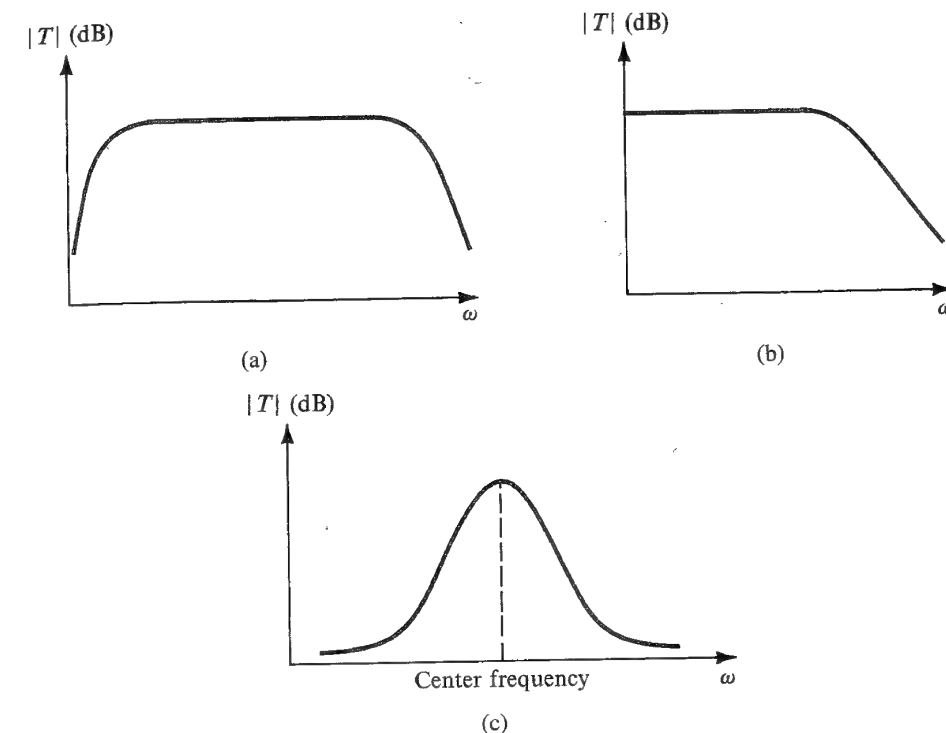 |T| (dB)
ω
(a)
|T| (dB)
(b)
|T| (dB)
Center frequency
ω
(c)